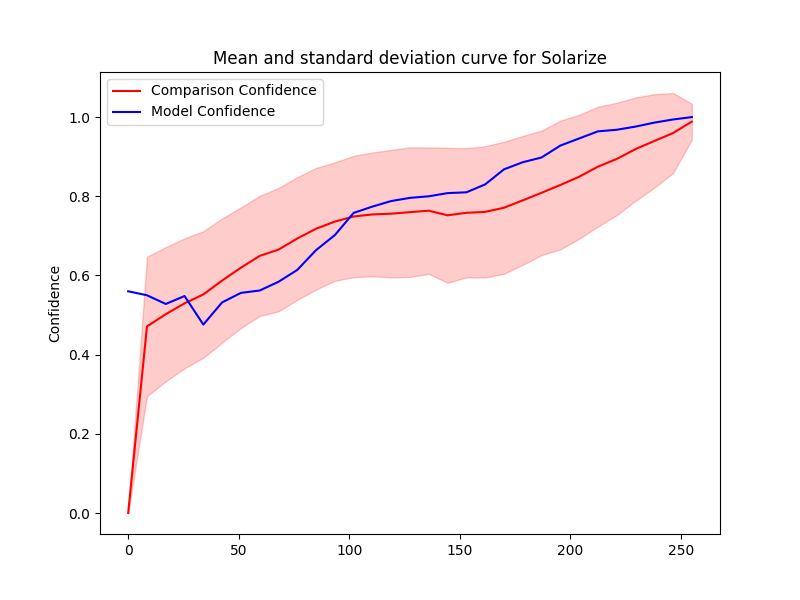 Mean and standard deviation curve for Solarize
Comparison Confidence
Model Confidence
Confidence
1.0
0.8
0.6
0.4
0.2
0.0
0 50 100 150 200 250